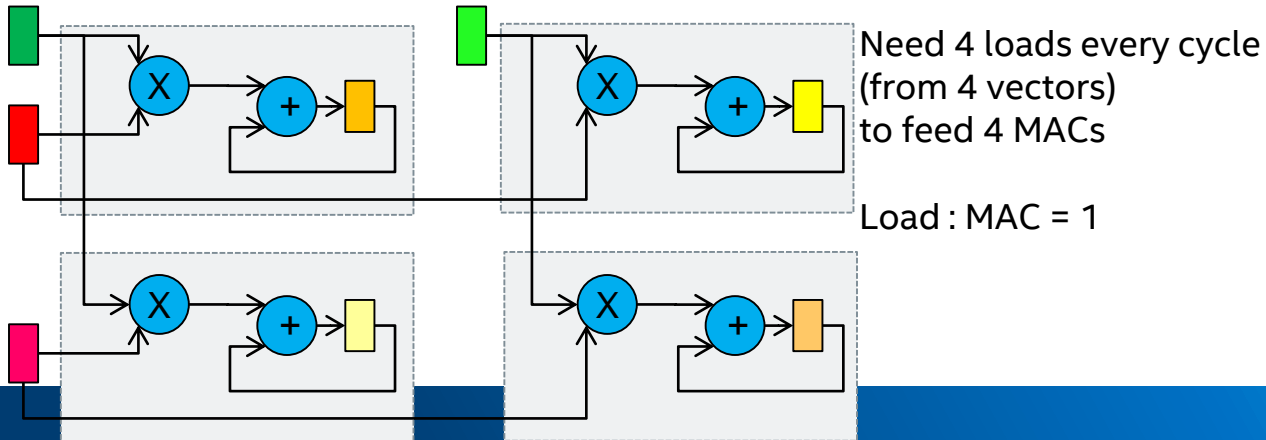 X
+
X
+
Need 4 loads every cycle
(from 4 vectors)
to feed 4 MACs
Load : MAC = 1
X
+
X
+